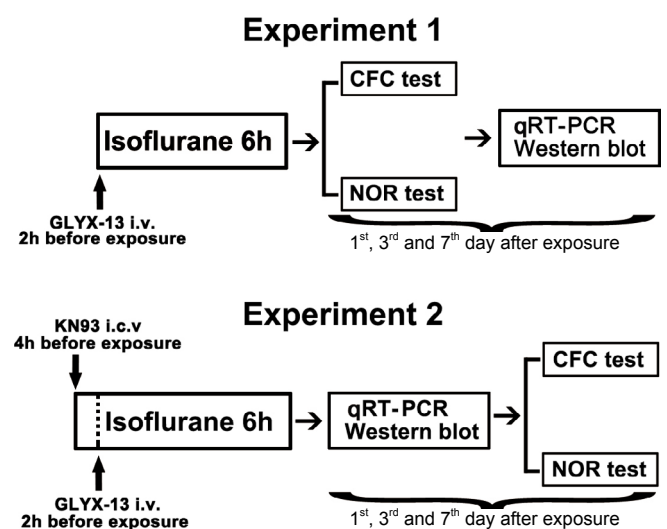 Experiment 1
CFC test
Isoflurane 6h
qRT-PCR
Western blot
NOR test
GLYX-13 i.v.
2h before exposure
1st, 3rd and 7th day after exposure
Experiment 2
KN93 i.c.v
4h before exposure
CFC test
Isoflurane 6h
qRT-PCR
Western blot
NOR test
GLYX-13 i.v.
2h before exposure
1st, 3rd and 7th day after exposure